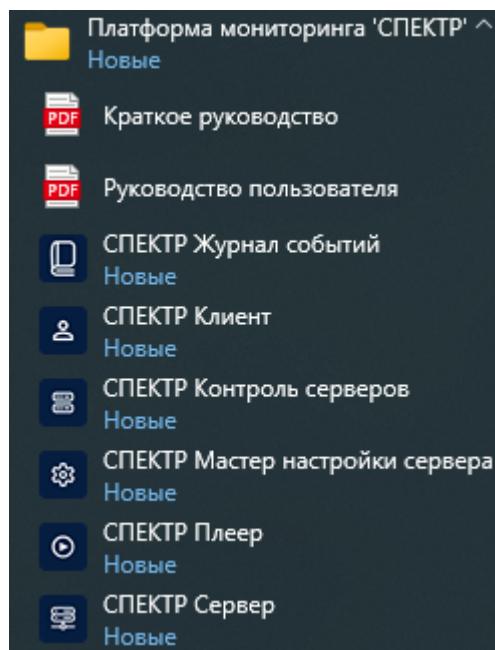 Платформа мониторинга 'СПЕКТР'
Новые
PDF
Краткое руководство
PDF
Руководство пользователя
СПЕКТР Журнал событий
Новые
СПЕКТР Клиент
Новые
СПЕКТР Контроль серверов
Новые
СПЕКТР Мастер настройки сервера
Новые
СПЕКТР Плеер
Новые
СПЕКТР Сервер
Новые